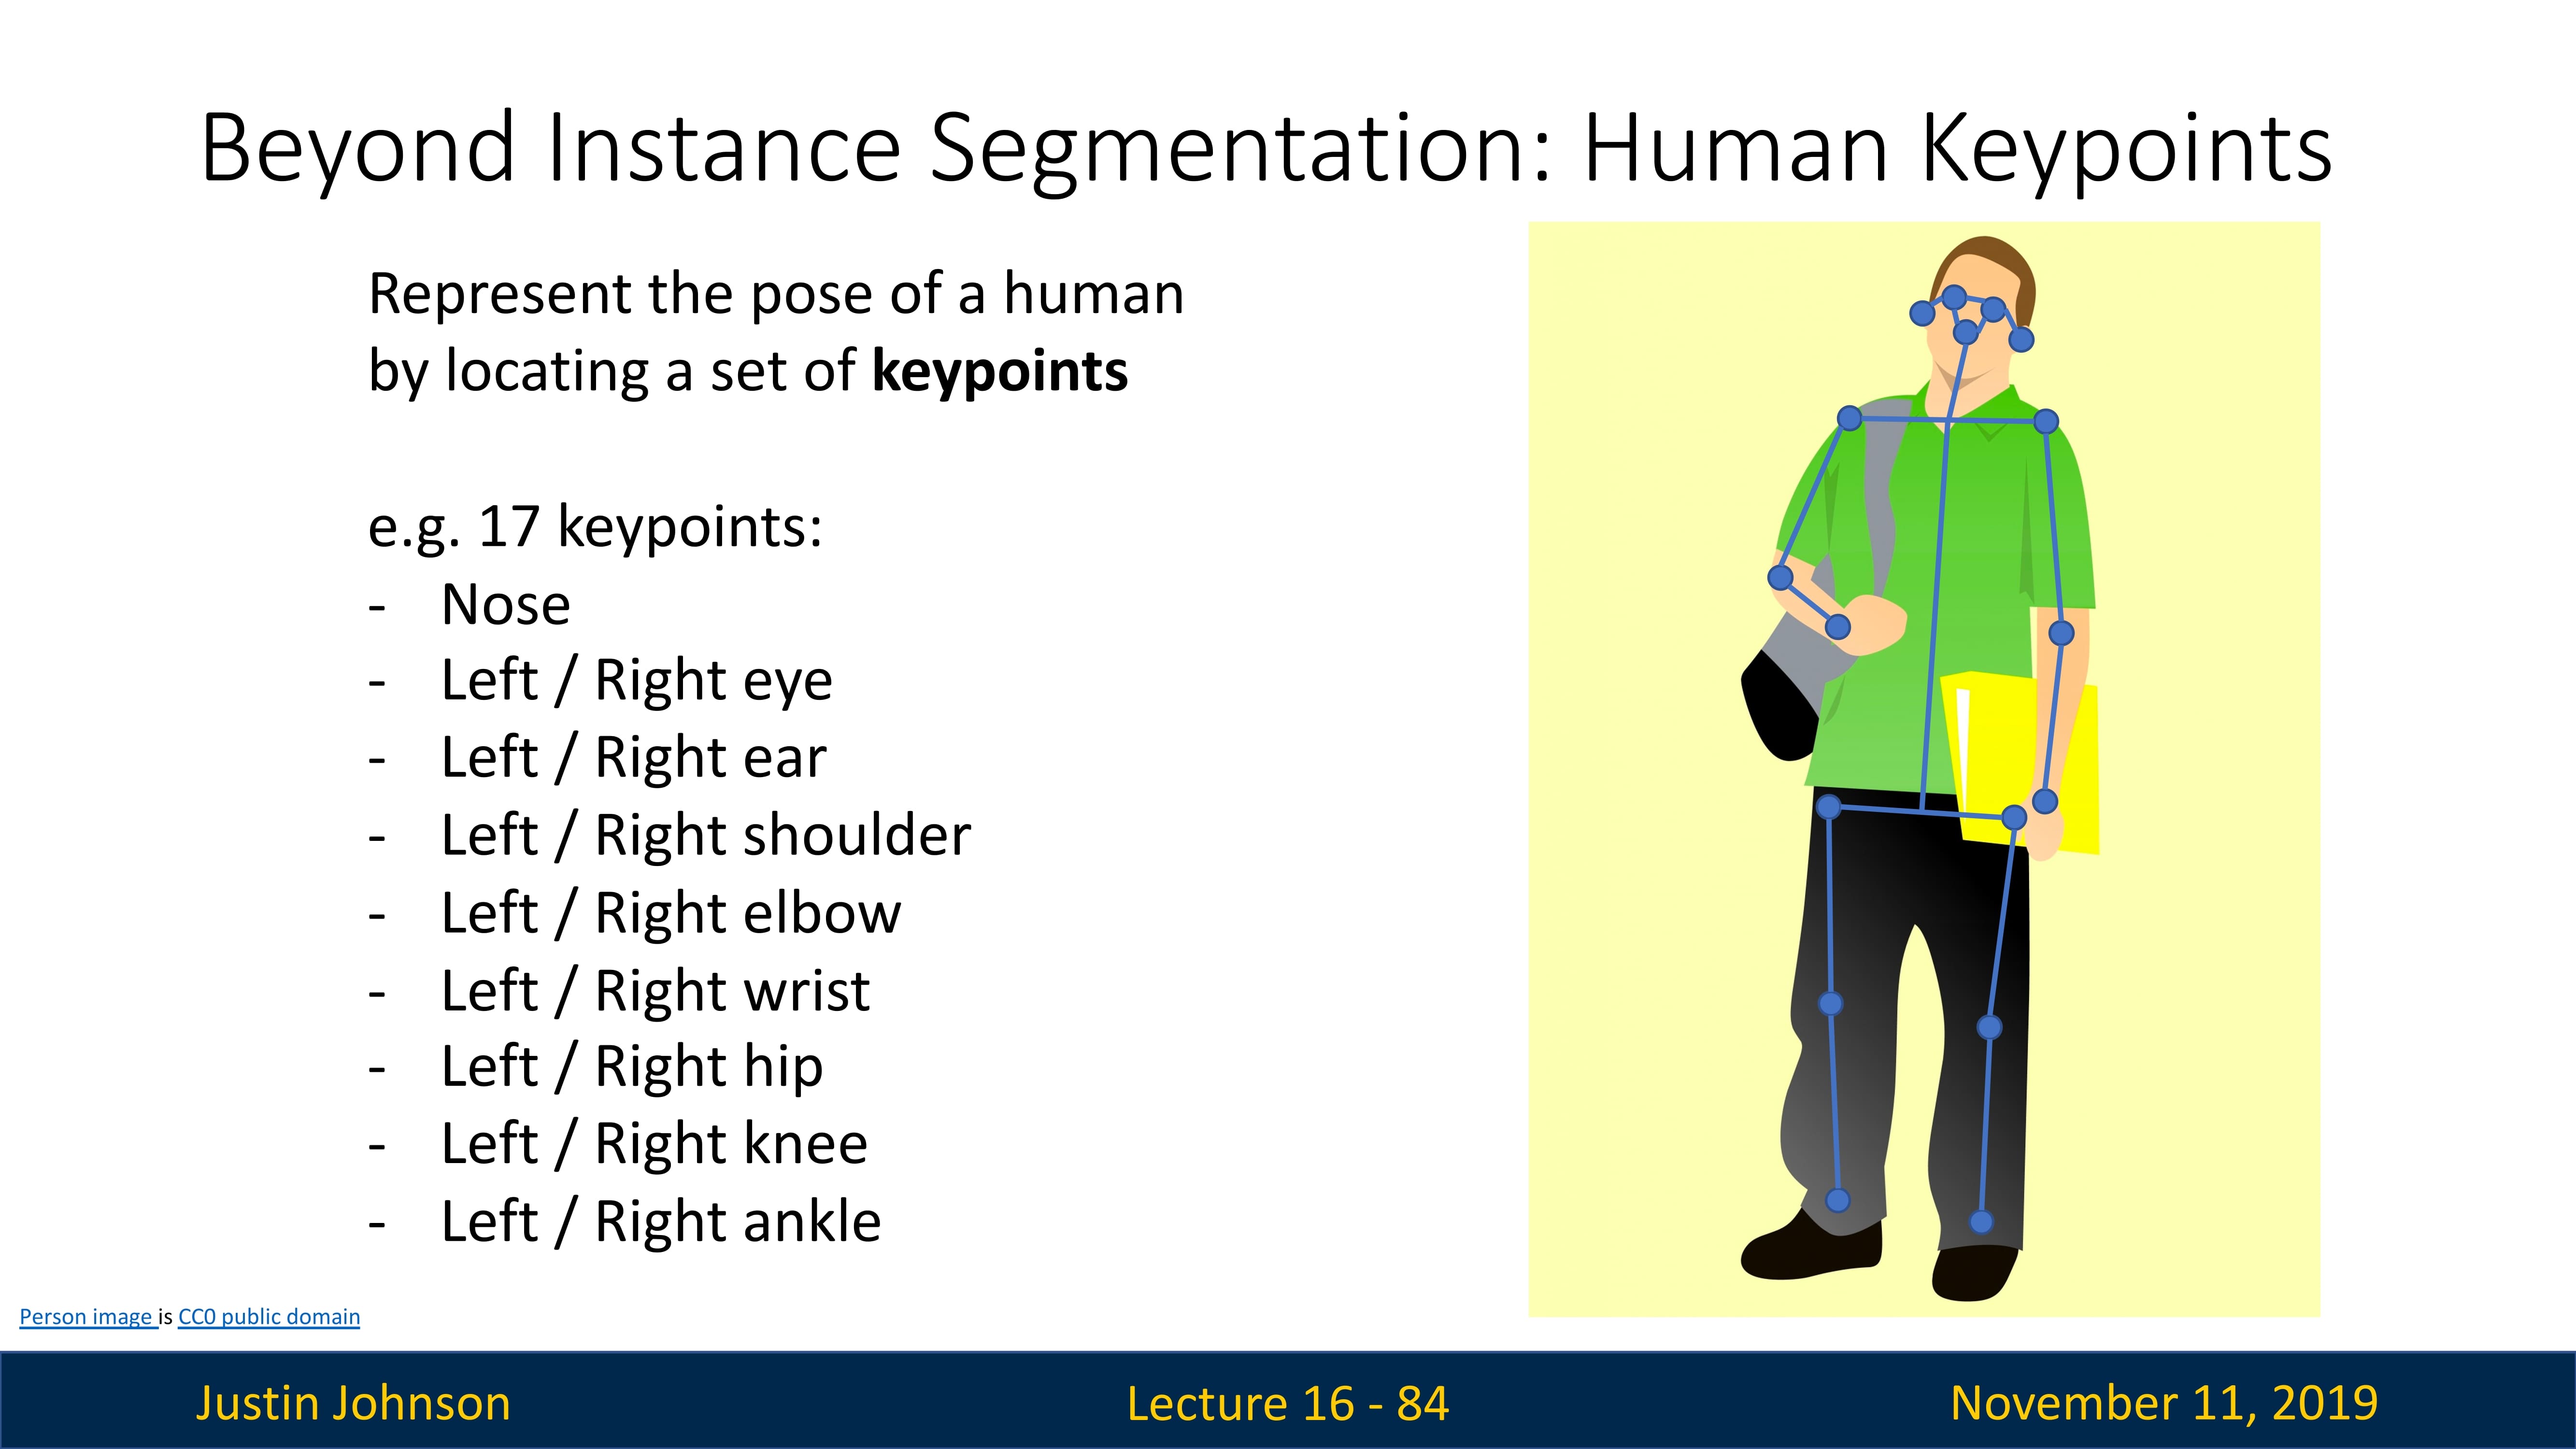 Beyond Instance Segmentation: Human Keypoints
Represent the pose of a human
by locating a set of keypoints
e.g. 17 keypoints:
- Nose
- Left / Right eye
- Left / Right ear
- Left / Right shoulder
- Left / Right elbow
- Left / Right wrist
- Left / Right hip
- Left / Right knee
- Left / Right ankle
Person image is CC0 public domain
Justin Johnson
Lecture 16 - 84
November 11, 2019